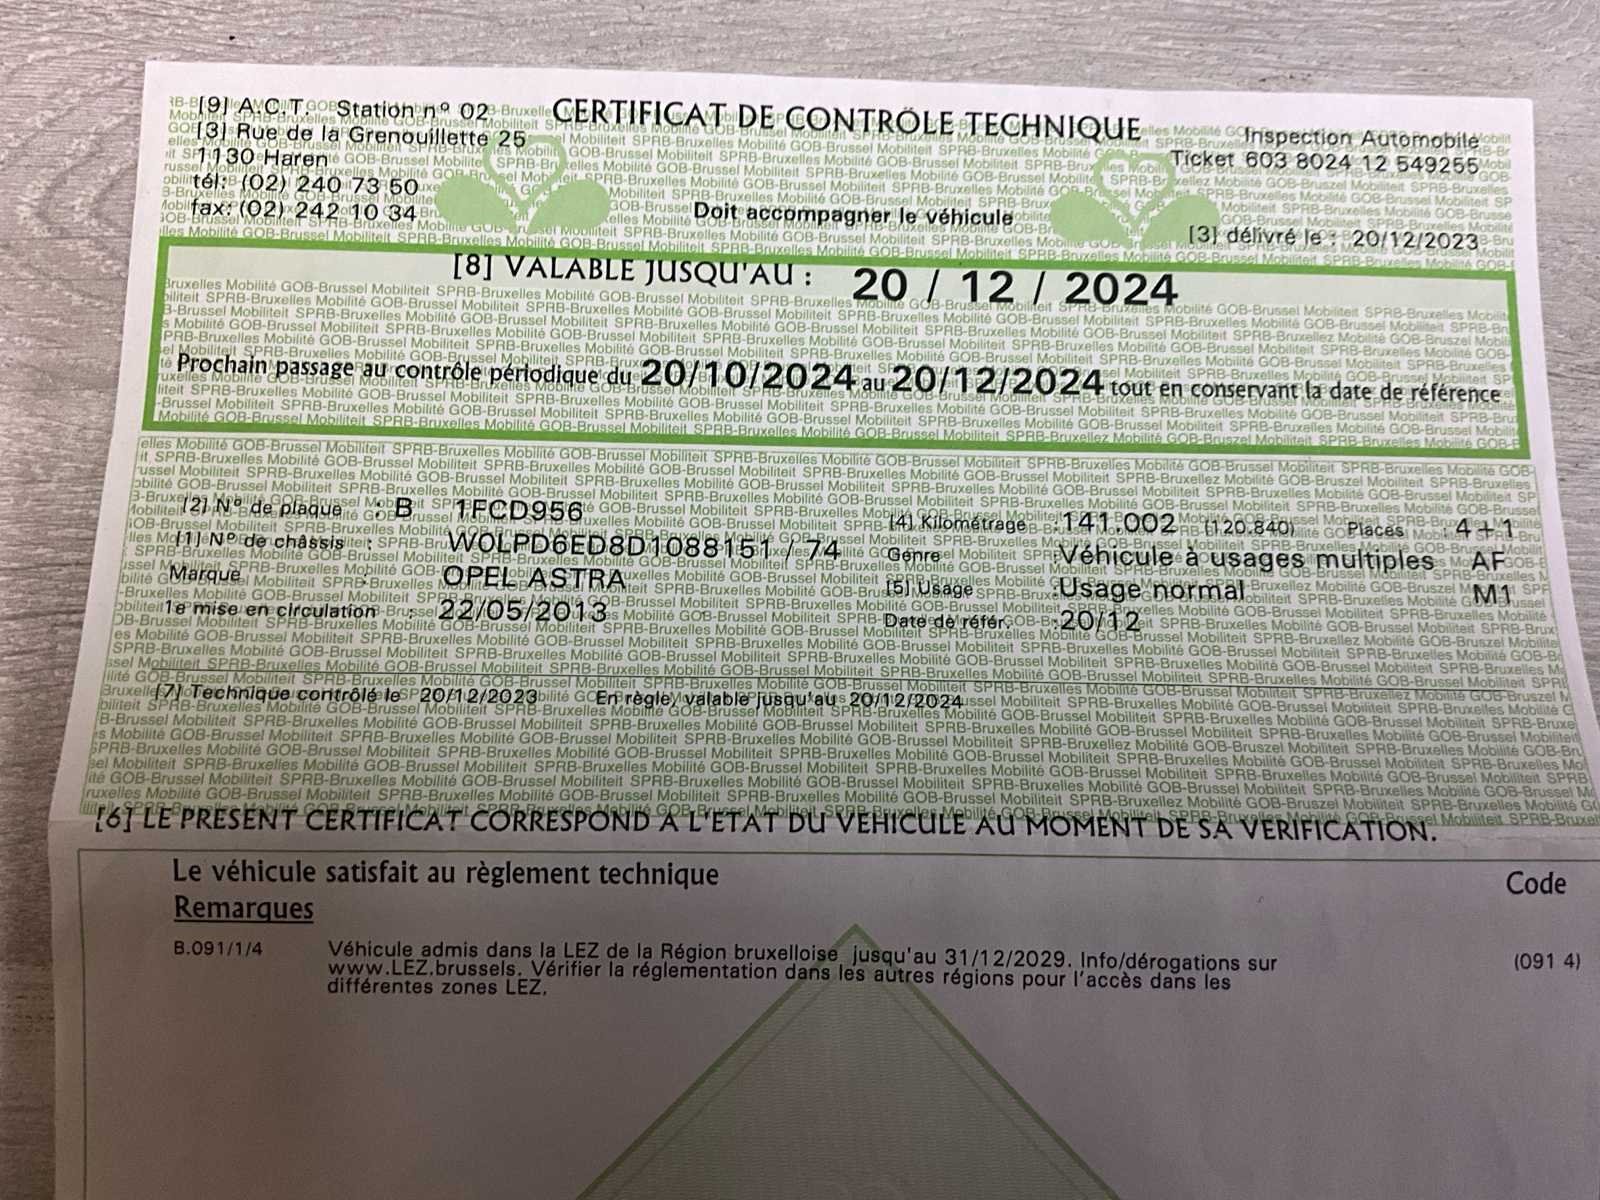 [9] A.C.T. Station nº 02
CERTIFICAT DE CONTRÔLE TECHNIQUE
Inspection Automobile
[3] Rue de la Grenouillette 25
Ticket 603 8024 12 549255
1130 Haren
tél: (02) 240 73 50
fax: (02) 242 10 34
Doit accompagner le véhicule
[3] délivré le : 20/12/2023
[8] VALABLE JUSQU'AU : 20 / 12 / 2024
Prochain passage au contrôle périodique du 20/10/2024 au 20/12/2024 tout en conservant la date de référence
[2] Nº de plaque : B 1FCD956
[4] Kilométrage : 141.002 (120.840) Places : 4+1
[1] Nº de châssis : W0LPD6ED8D1088151 / 74
Genre : Véhicule à usages multiples AF
Marque : OPEL ASTRA
[5] Usage : Usage normal M1
1e mise en circulation : 22/05/2013
Date de référ. : 20/12
[7] Technique contrôlé le 20/12/2023 En règle, valable jusqu'au 20/12/2024
[6] LE PRESENT CERTIFICAT CORRESPOND A L'ETAT DU VEHICULE AU MOMENT DE SA VERIFICATION.
Le véhicule satisfait au règlement technique
Code
Remarques
B.091/1/4 Véhicule admis dans la LEZ de la Région bruxelloise jusqu'au 31/12/2029. Info/dérogations sur (091 4)
www.LEZ.brussels. Vérifier la réglementation dans les autres régions pour l'accès dans les
différentes zones LEZ.